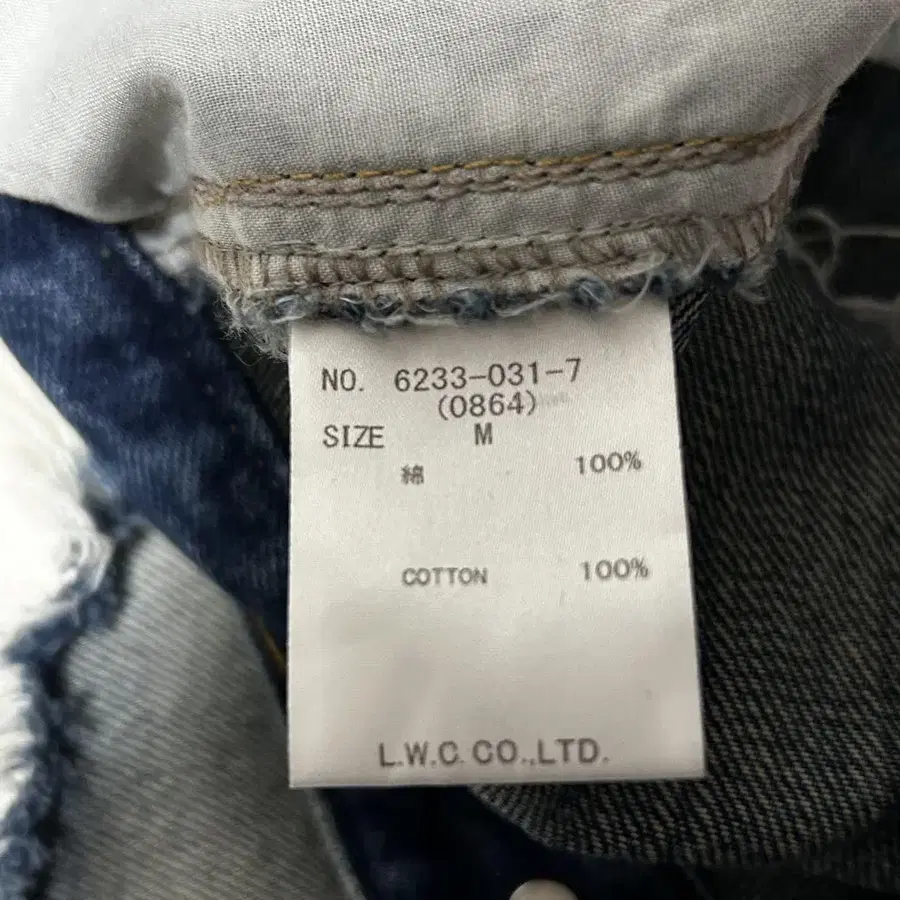 NO. 6233-031-7
(0864)
SIZE M
綿 100%
COTTON 100%
L.W.C. CO.,LTD.